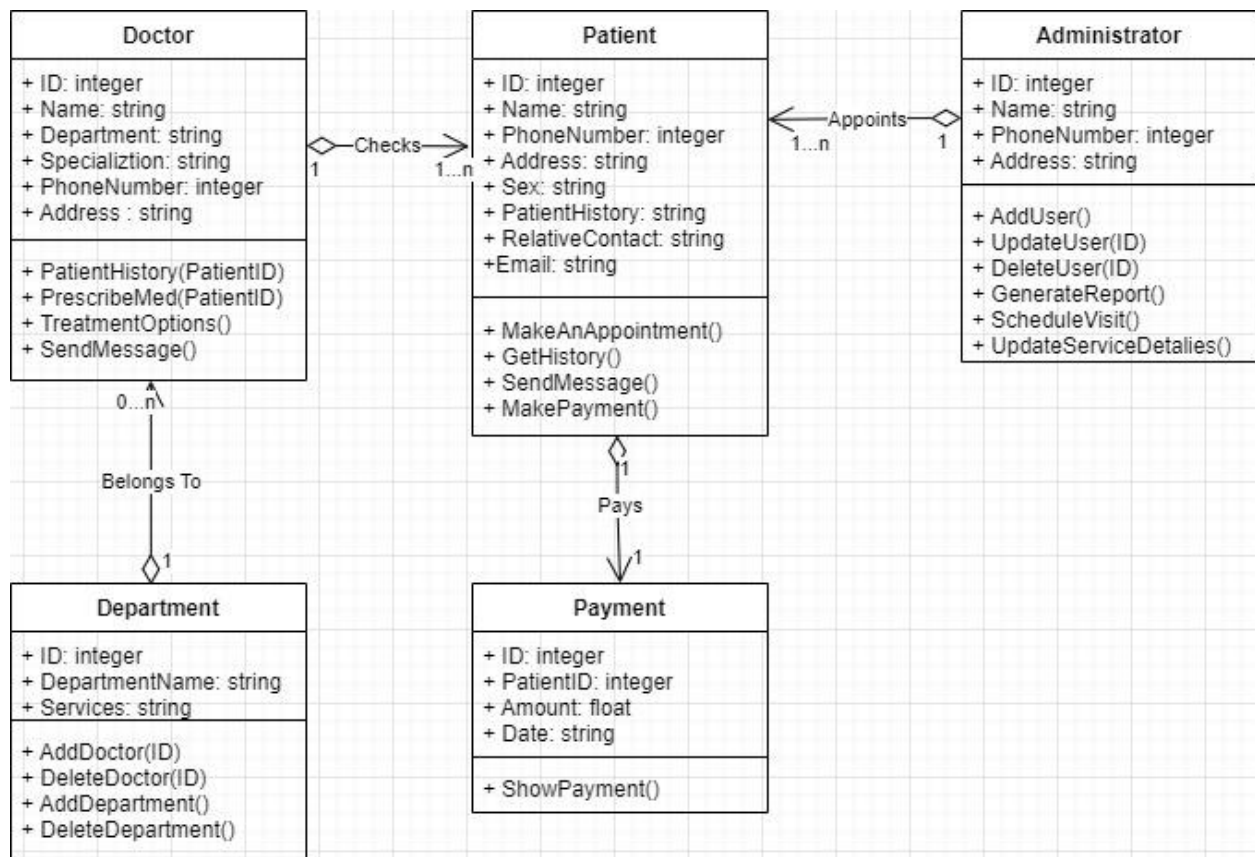 Doctor
+ ID: integer
+ Name: string
+ Department: string
+ Specializtion: string
+ PhoneNumber: integer
+ Address : string
+ PatientHistory(PatientID)
+ PrescribeMed(PatientID)
+ TreatmentOptions()
+ SendMessage()
1
Checks
1...n
Patient
+ ID: integer
+ Name: string
+ PhoneNumber: integer
+ Address: string
+ Sex: string
+ PatientHistory: string
+ RelativeContact: string
+Email: string
+ MakeAnAppointment()
+ GetHistory()
+ SendMessage()
+ MakePayment()
Appoints
1...n
1
Administrator
+ ID: integer
+ Name: string
+ PhoneNumber: integer
+ Address: string
+ AddUser()
+ UpdateUser(ID)
+ DeleteUser(ID)
+ GenerateReport()
+ ScheduleVisit()
+ UpdateServiceDetalies()
0...n
Belongs To
1
1
Pays
1
Department
+ ID: integer
+ DepartmentName: string
+ Services: string
+ AddDoctor(ID)
+ DeleteDoctor(ID)
+ AddDepartment()
+ DeleteDepartment()
Payment
+ ID: integer
+ PatientID: integer
+ Amount: float
+ Date: string
+ ShowPayment()